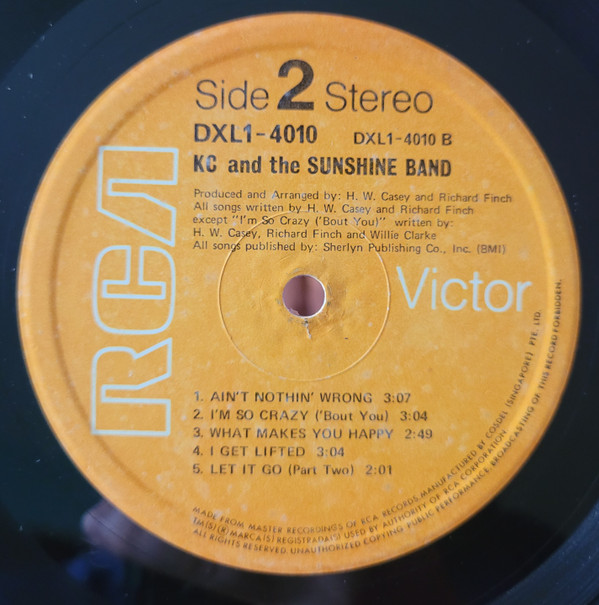 Side 2 Stereo
DXL1-4010 DXL1-4010 B
KC and the SUNSHINE BAND
Produced and Arranged by: H. W. Casey and Richard Finch
All songs written by H. W. Casey and Richard Finch
except "I'm So Crazy ('Bout You)" written by:
H. W. Casey, Richard Finch and Willie Clarke
All songs published by: Sherlyn Publishing Co., Inc. (BMI)
RCA
Victor
1. AIN'T NOTHIN' WRONG 3:07
2. I'M SO CRAZY ('Bout You) 3:04
3. WHAT MAKES YOU HAPPY 2:49
4. I GET LIFTED 3:04
5. LET IT GO (Part Two) 2:01
MADE FROM MASTER RECORDINGS OF RCA RECORDS, MANUFACTURED BY COSDEL (SINGAPORE) PTE. LTD.
TM(S) (R) MARCA(S) REGISTRADA(S) USED BY AUTHORITY OF RCA CORPORATION
ALL RIGHTS RESERVED. UNAUTHORIZED COPYING, PUBLIC PERFORMANCE, BROADCASTING OF THIS RECORD FORBIDDEN.